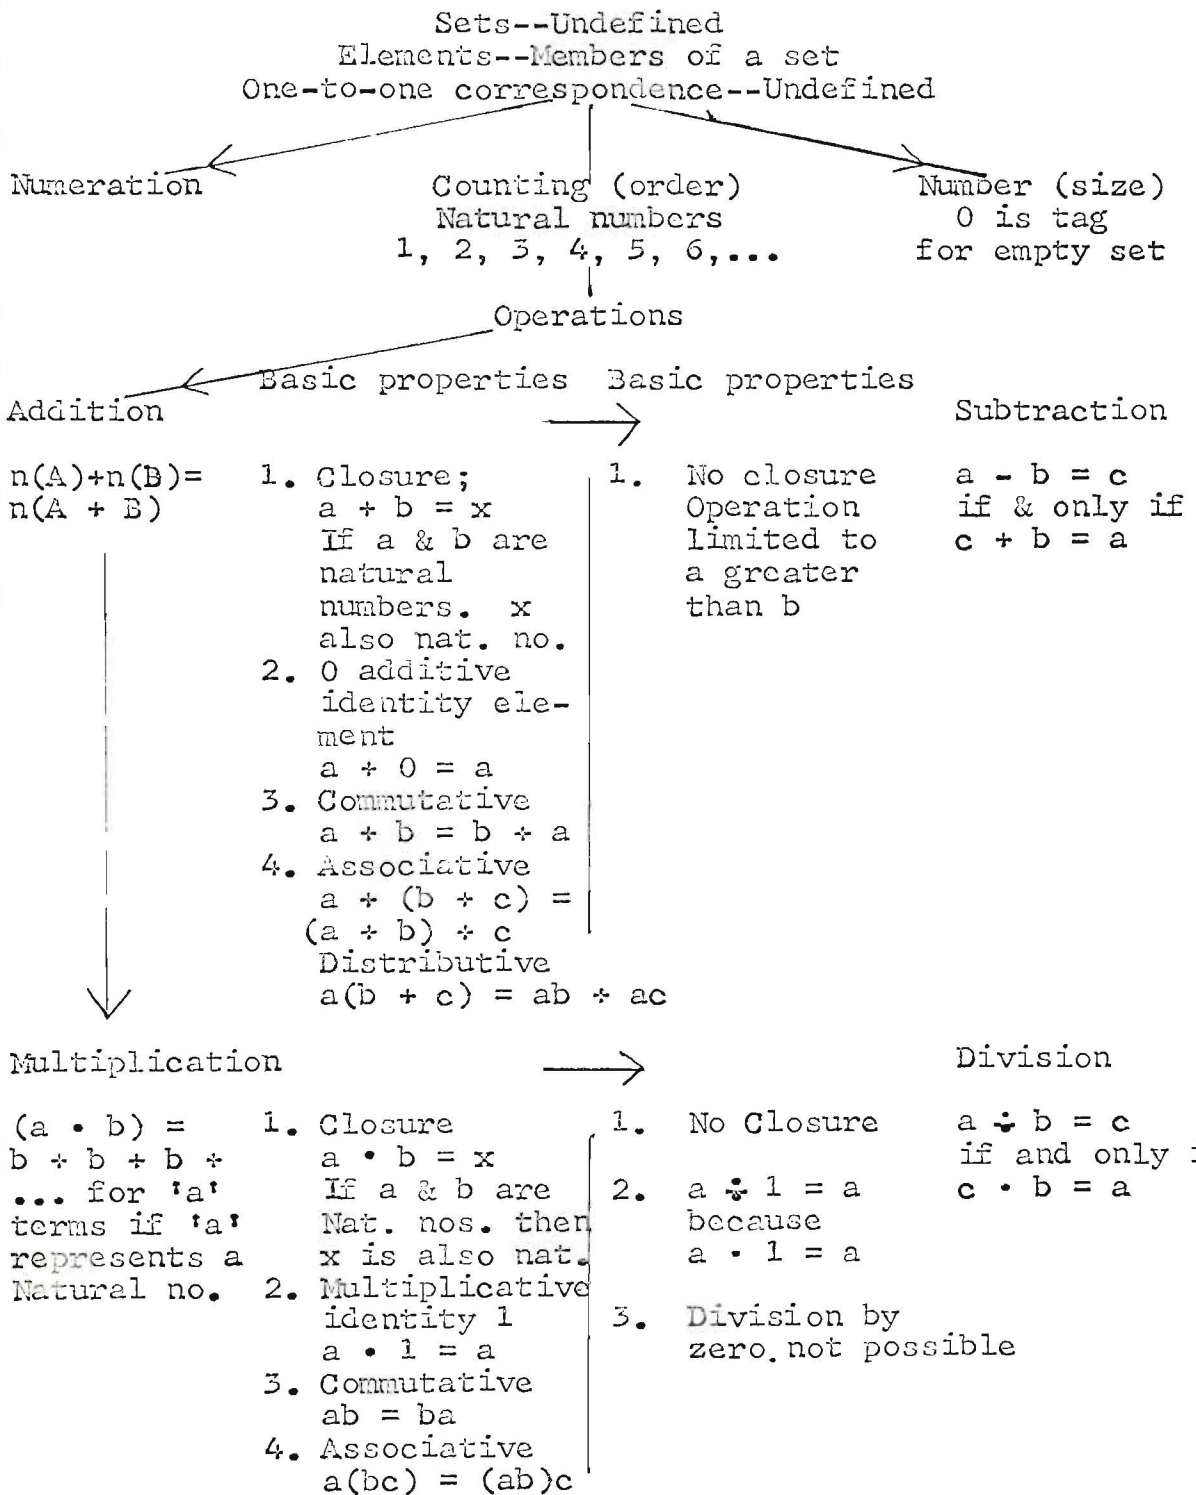 Sets--Undefined
Elements--Members of a set
One-to-one correspondence--Undefined
Numeration
Counting (order)
Natural numbers
1, 2, 3, 4, 5, 6,...
Number (size)
0 is tag
for empty set
Operations
Basic properties
Basic properties
Addition
Subtraction
n(A)+n(B)=
n(A + B)
1. Closure;
a + b = x
If a & b are
natural
numbers. x
also nat. no.
2. 0 additive
identity ele-
ment
a + 0 = a
3. Commutative
a + b = b + a
4. Associative
a + (b + c) =
(a + b) + c
Distributive
a(b + c) = ab + ac
1. No closure
Operation
limited to
a greater
than b
a - b = c
if & only if
c + b = a
Multiplication
Division
(a • b) =
b + b + b +
... for 'a'
terms if 'a'
represents a
Natural no.
1. Closure
a • b = x
If a & b are
Nat. nos. then
x is also nat.
2. Multiplicative
identity 1
a • 1 = a
3. Commutative
ab = ba
4. Associative
a(bc) = (ab)c
1. No Closure
2. a ÷ 1 = a
because
a • 1 = a
3. Division by
zero.not possible
a ÷ b = c
if and only
c • b = a